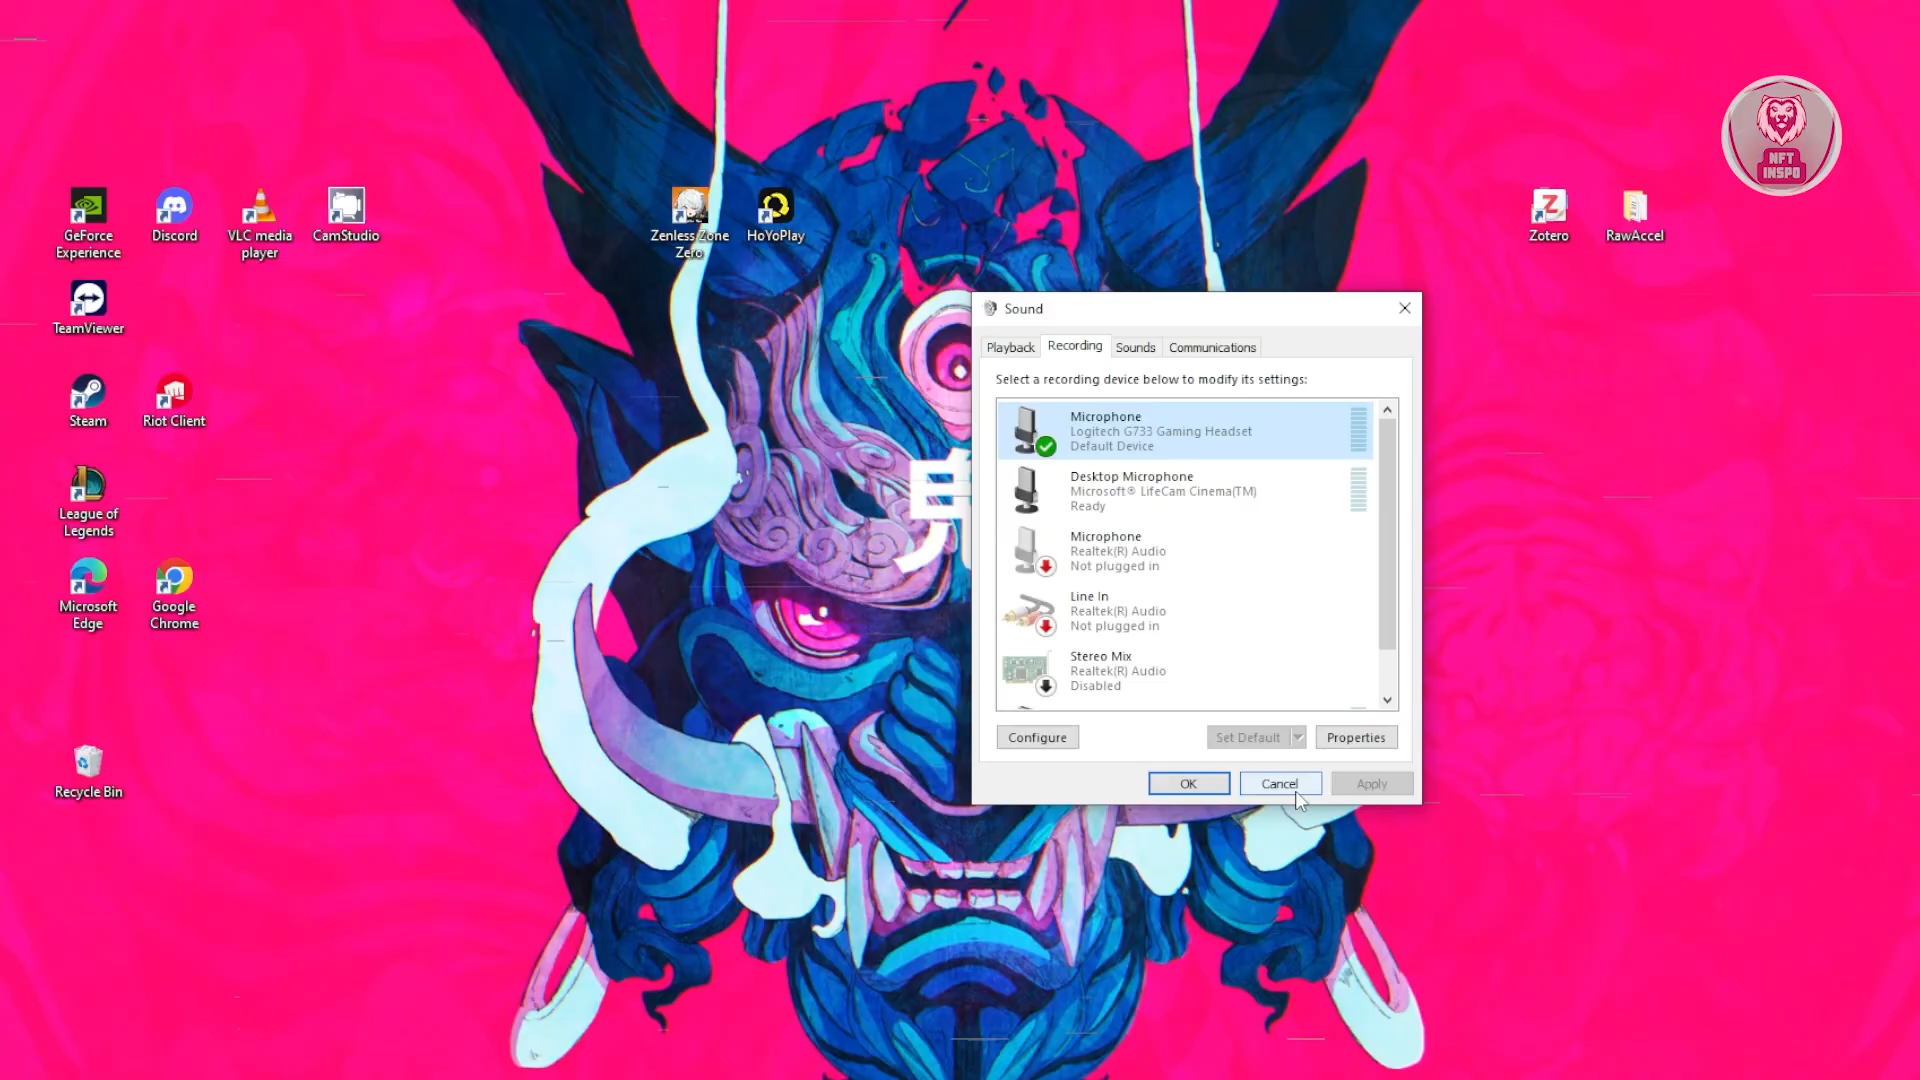 NFT
INSPO
GeForce
Experience
Discord
VLC media
player
CamStudio
Zenless Zone
Zero
HoYoPlay
Zotero
RawAccel
TeamViewer
Steam
Riot Client
League of
Legends
Microsoft
Edge
Google
Chrome
Recycle Bin
Sound
Playback
Recording
Sounds
Communications
Select a recording device below to modify its settings:
Microphone
Logitech G733 Gaming Headset
Default Device
Desktop Microphone
Microsoft® LifeCam Cinema(TM)
Ready
Microphone
Realtek(R) Audio
Not plugged in
Line In
Realtek(R) Audio
Not plugged in
Stereo Mix
Realtek(R) Audio
Disabled
Configure
Set Default
Properties
OK
Cancel
Apply